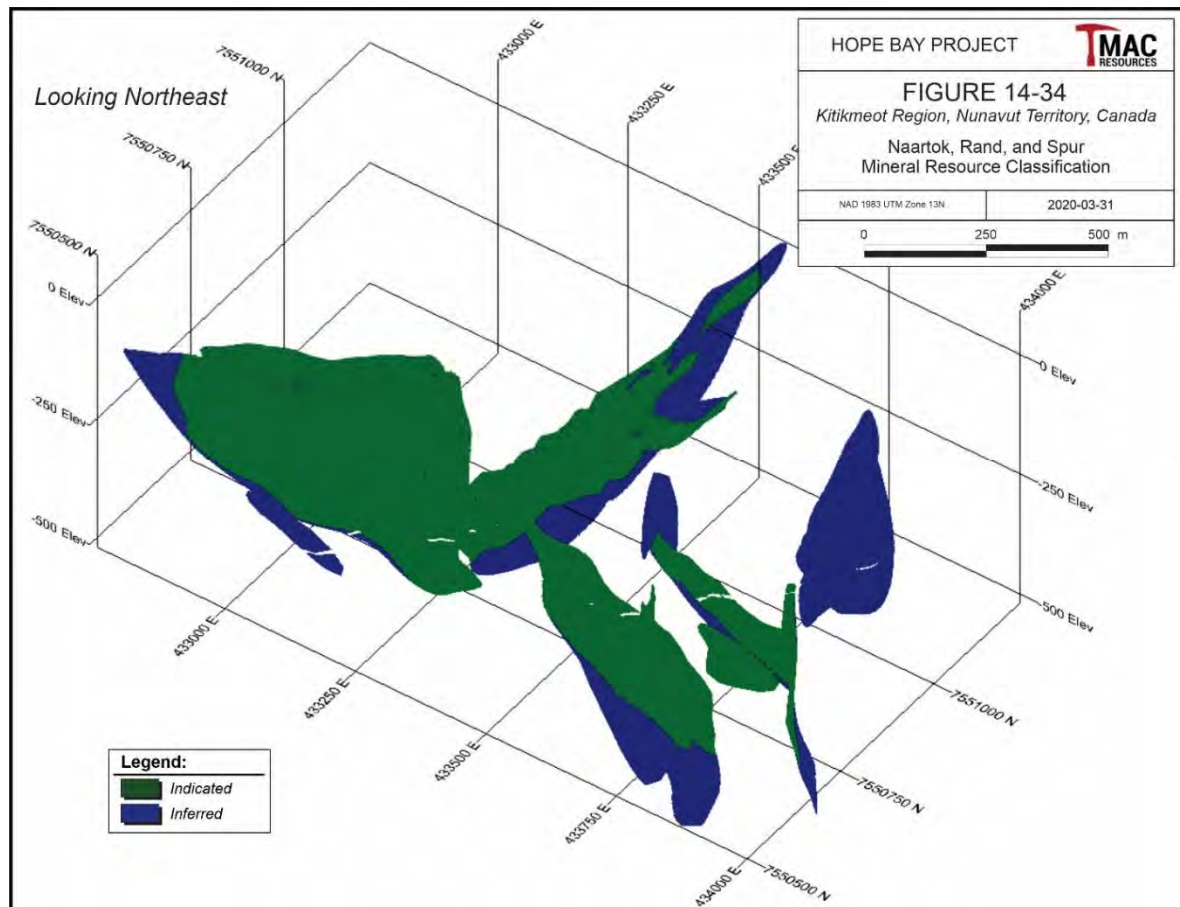 HOPE BAY PROJECT
TMAC
RESOURCES
FIGURE 14-34
Kitikmeot Region, Nunavut Territory, Canada
Naartok, Rand, and Spur
Mineral Resource Classification
NAD 1983 UTM Zone 13N
2020-03-31
0 250 500 m
Looking Northeast
7551000 N
433000 E
433250 E
433500 E
7550750 N
7550500 N
434000 E
0 Elev
-250 Elev
-500 Elev
0 Elev
-250 Elev
-500 Elev
433000 E
433250 E
433500 E
433750 E
434000 E
7551000 N
7550750 N
7550500 N
Legend:
Indicated
Inferred